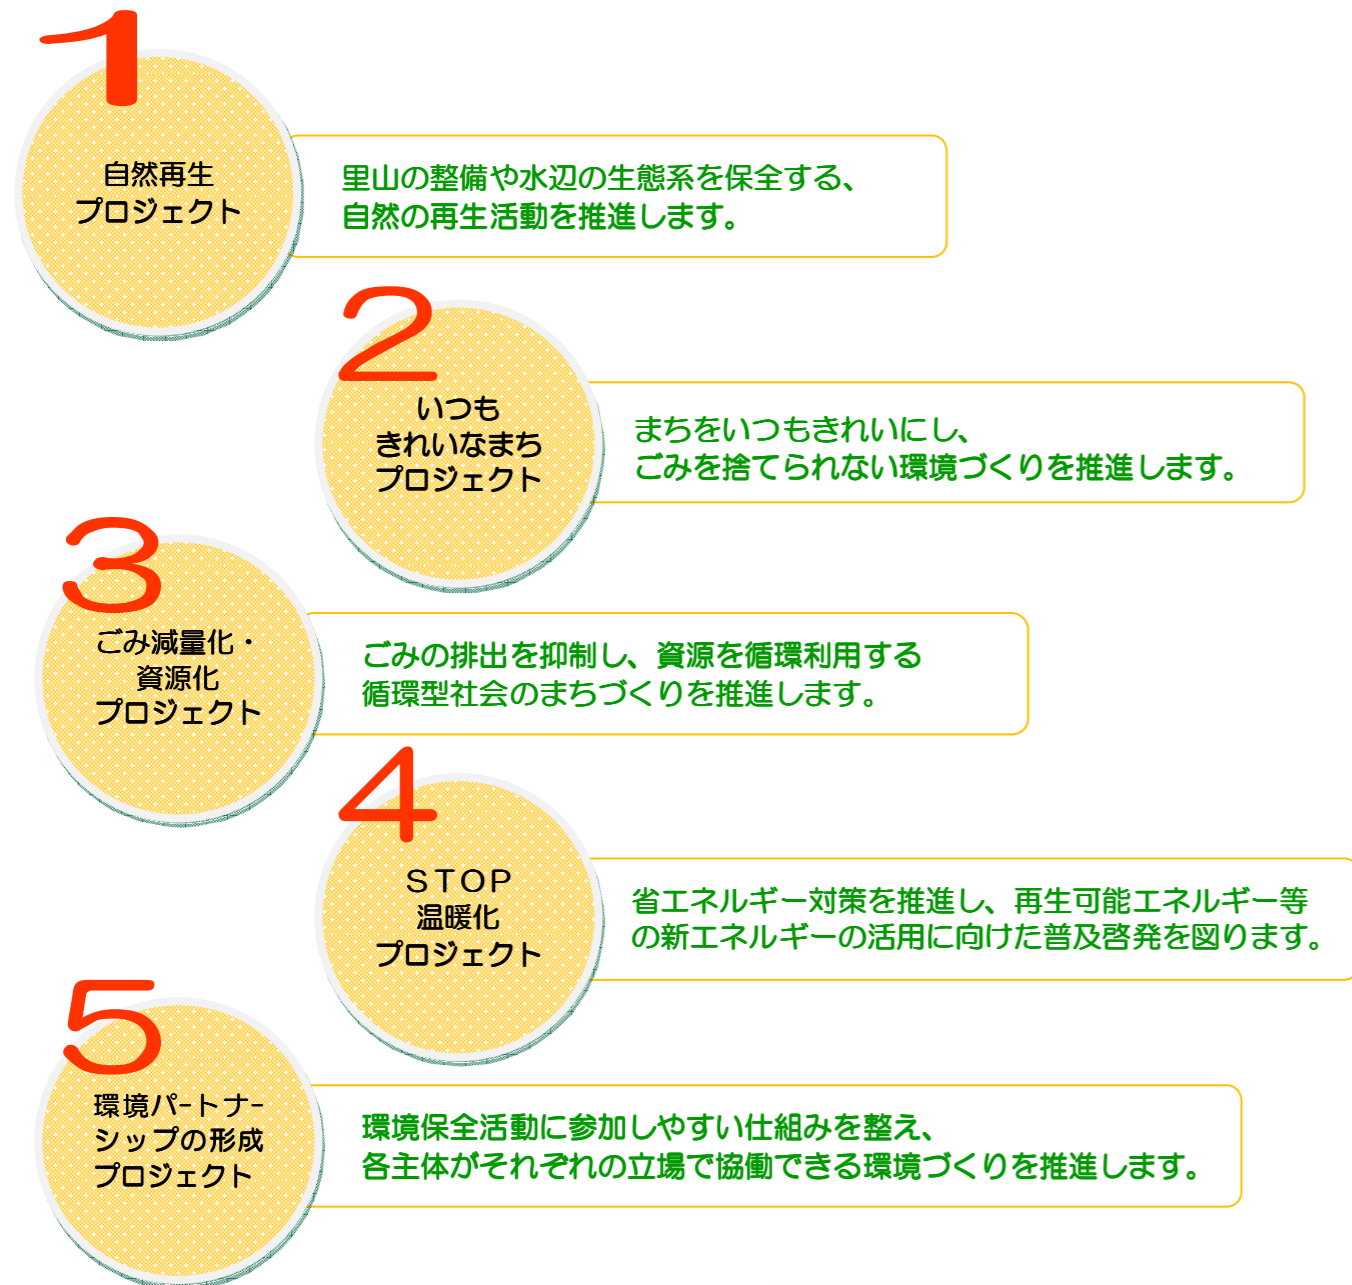 1
自然再生
プロジェクト
里山の整備や水辺の生態系を保全する、
自然の再生活動を推進します。
2
いつも
きれいなまち
プロジェクト
まちをいつもきれいにし、
ごみを捨てられない環境づくりを推進します。
3
ごみ減量化・
資源化
プロジェクト
ごみの排出を抑制し、資源を循環利用する
循環型社会のまちづくりを推進します。
4
ＳＴＯＰ
温暖化
プロジェクト
省エネルギー対策を推進し、再生可能エネルギー等
の新エネルギーの活用に向けた普及啓発を図ります。
5
環境パートナー
シップの形成
プロジェクト
環境保全活動に参加しやすい仕組みを整え、
各主体がそれぞれの立場で協働できる環境づくりを推進します。